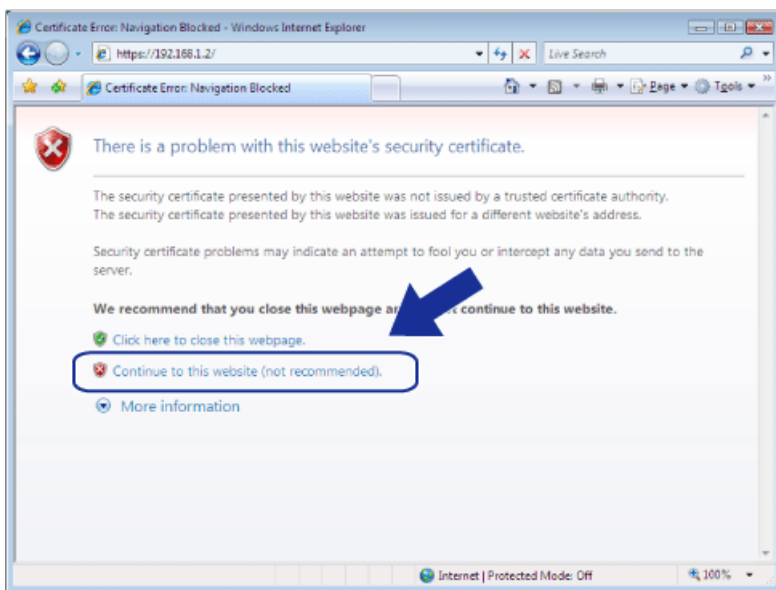 Certificate Error: Navigation Blocked - Windows Internet Explorer
https://192.168.1.2/
Live Search
Certificate Error: Navigation Blocked
Page
Tools
There is a problem with this website's security certificate.
The security certificate presented by this website was not issued by a trusted certificate authority.
The security certificate presented by this website was issued for a different website's address.
Security certificate problems may indicate an attempt to fool you or intercept any data you send to the
server.
We recommend that you close this webpage and continue to this website.
Click here to close this webpage.
Continue to this website (not recommended).
More information
Internet | Protected Mode: Off
100%